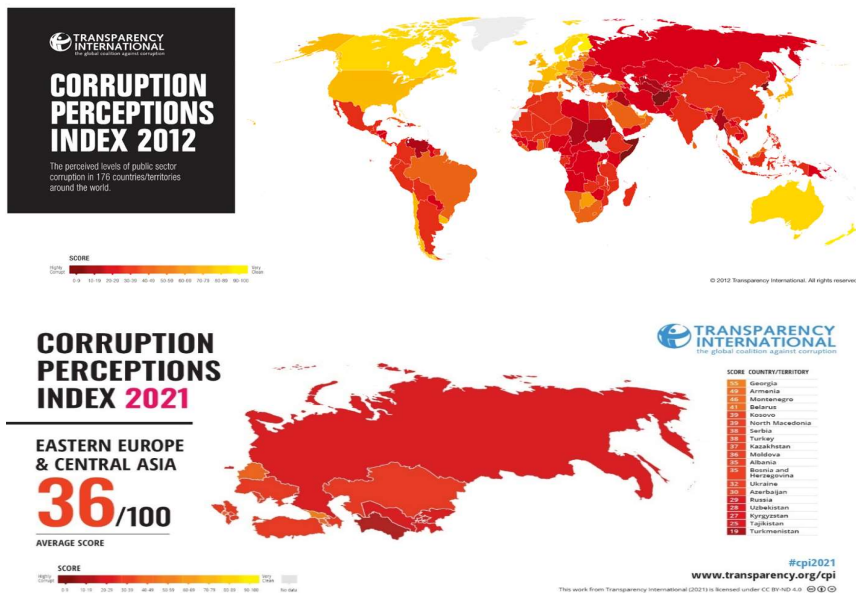 TRANSPARENCY
INTERNATIONAL
the global coalition against corruption
CORRUPTION
PERCEPTIONS
INDEX 2012
The perceived levels of public sector
corruption in 176 countries/territories
around the world.
SCORE
Highly
Corrupt
Very
Clean
0-9 10-19 20-29 30-39 40-49 50-59 60-69 70-79 80-89 90-100
© 2012 Transparency International. All rights reserved
CORRUPTION
PERCEPTIONS
INDEX 2021
TRANSPARENCY
INTERNATIONAL
the global coalition against corruption
EASTERN EUROPE
& CENTRAL ASIA
36/100
AVERAGE SCORE
SCORE COUNTRY/TERRITORY
55 Georgia
49 Armenia
46 Montenegro
41 Belarus
39 Kosovo
39 North Macedonia
38 Serbia
38 Turkey
37 Kazakhstan
36 Moldova
35 Albania
35 Bosnia and
Herzegovina
32 Ukraine
30 Azerbaijan
29 Russia
28 Uzbekistan
27 Kyrgyzstan
25 Tajikistan
19 Turkmenistan
SCORE
Highly
Corrupt
Very
Clean
0-9 10-19 20-29 30-39 40-49 50-59 60-69 70-79 80-89 90-100 No data
#cpi2021
www.transparency.org/cpi
This work from Transparency International (2021) is licensed under CC BY-ND 4.0